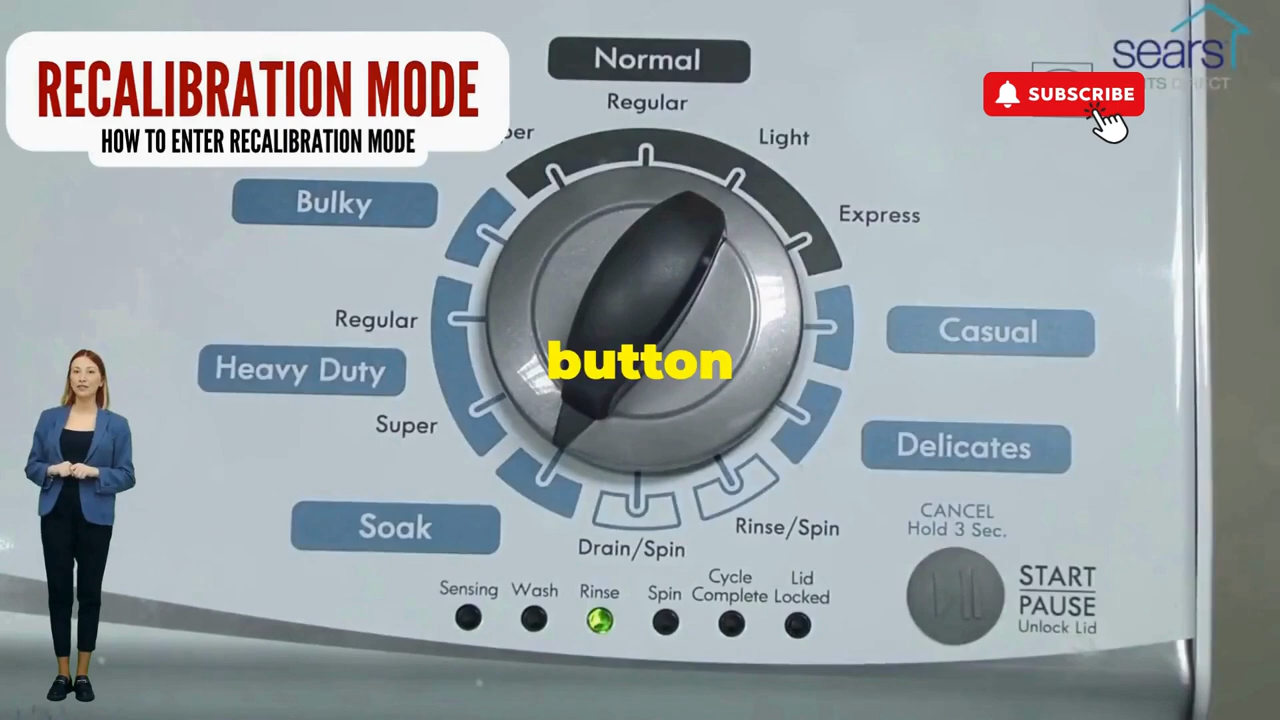 RECALIBRATION MODE
HOW TO ENTER RECALIBRATION MODE
sears
SUBSCRIBE
Normal
Regular
Light
Express
Bulky
Regular
Heavy Duty
Super
button
Casual
Delicates
Soak
Drain/Spin
Rinse/Spin
CANCEL
Hold 3 Sec.
START
PAUSE
Unlock Lid
Sensing
Wash
Rinse
Spin
Cycle
Complete
Lid
Locked